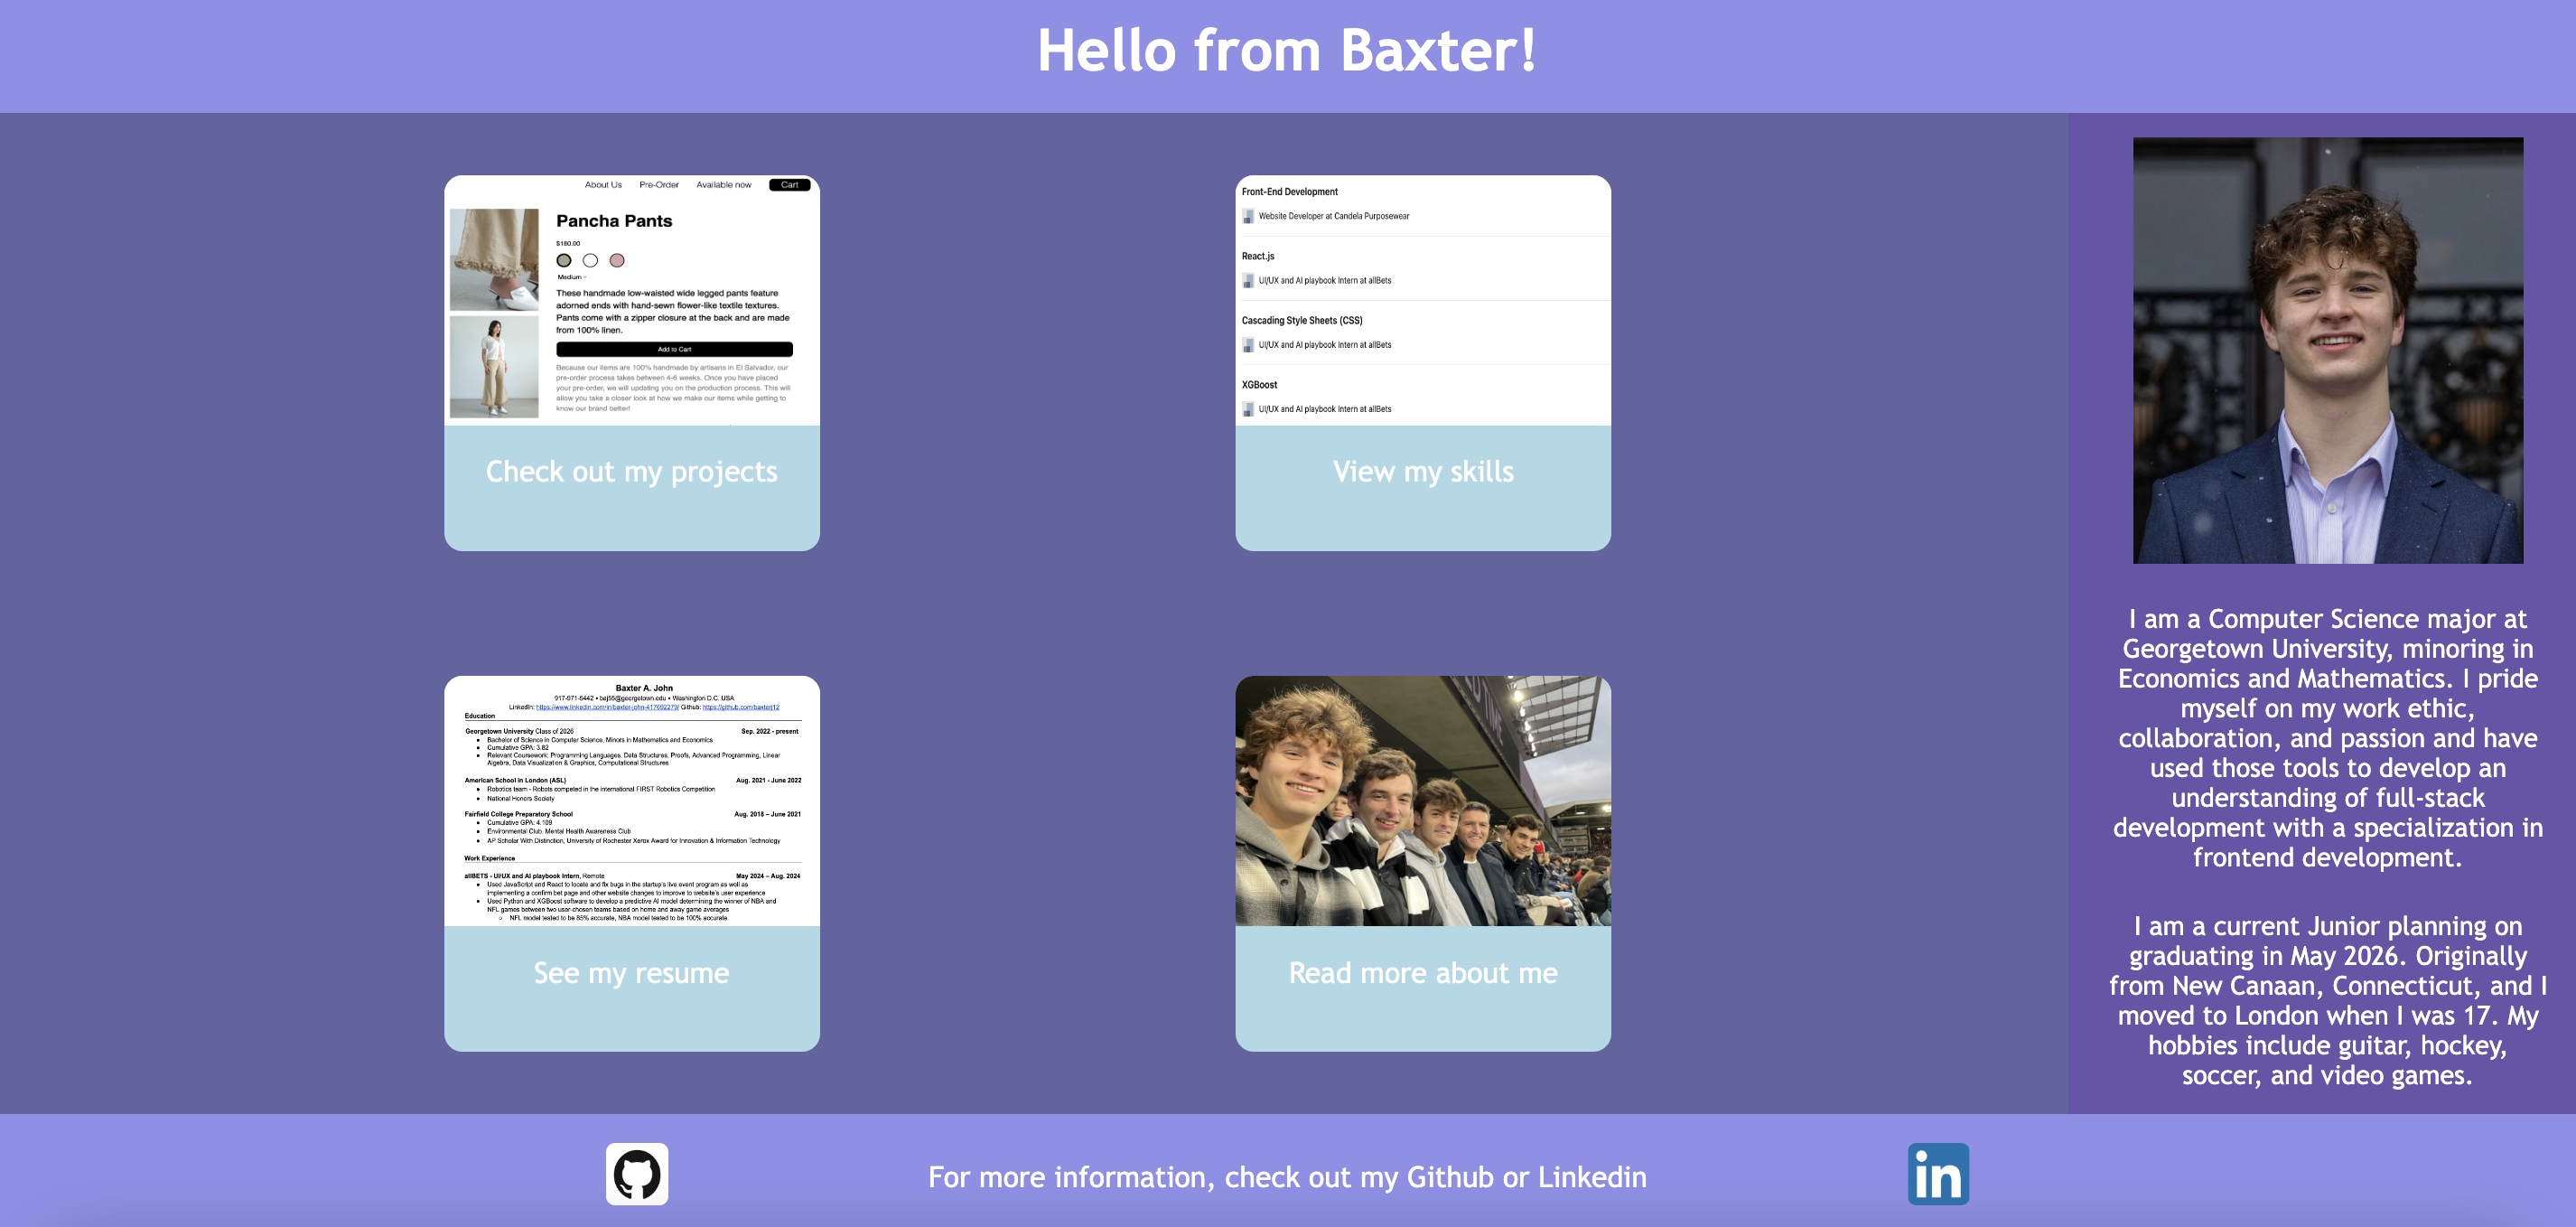 Hello from Baxter!
About Us Pre-Order Available now Cart
Pancha Pants
$180.00
Medium
These handmade low-waisted wide legged pants feature
adorned ends with hand-sewn flower-like textile textures.
Pants come with a zipper closure at the back and are made
from 100% linen.
Add to Cart
Because our items are 100% handmade by artisans in El Salvador, our
pre-order process takes between 4-6 weeks. Once you have placed
your pre-order, we will updating you on the production process. This will
allow you take a closer look at how we make our items while getting to
know our brand better!
Check out my projects
Front-End Development
Website Developer at Candela Purposewear
React.js
UI/UX and AI playbook Intern at allBets
Cascading Style Sheets (CSS)
UI/UX and AI playbook Intern at allBets
XGBoost
UI/UX and AI playbook Intern at allBets
View my skills
Baxter A. John
917-971-5442 • baj55@georgetown.edu • Washington D.C. USA
LinkedIn: https://www.linkedin.com/in/baxter-john-417692279/ Github: https://github.com/baxterj12
Education
Georgetown University Class of 2026 Sep. 2022 - present
• Bachelor of Science in Computer Science, Minors in Mathematics and Economics
• Cumulative GPA: 3.82
• Relevant Coursework: Programming Languages, Data Structures, Proofs, Advanced Programming, Linear
Algebra, Data Visualization & Graphics, Computational Structures
American School in London (ASL) Aug. 2021 - June 2022
• Robotics team - Robots competed in the international FIRST Robotics Competition
• National Honors Society
Fairfield College Preparatory School Aug. 2018 – June 2021
• Cumulative GPA: 4.109
• Environmental Club, Mental Health Awareness Club
• AP Scholar With Distinction, University of Rochester Xerox Award for Innovation & Information Technology
Work Experience
allBETS - UI/UX and AI playbook Intern, Remote May 2024 – Aug. 2024
• Used JavaScript and React to locate and fix bugs in the startup's live event program as well as
implementing a confirm bet page and other website changes to improve to website's user experience
• Used Python and XGBoost software to develop a predictive AI model determining the winner of NBA and
NFL games between two user-chosen teams based on home and away game averages
○ NFL model tested to be 85% accurate, NBA model tested to be 100% accurate
See my resume
Read more about me
I am a Computer Science major at
Georgetown University, minoring in
Economics and Mathematics. I pride
myself on my work ethic,
collaboration, and passion and have
used those tools to develop an
understanding of full-stack
development with a specialization in
frontend development.
I am a current Junior planning on
graduating in May 2026. Originally
from New Canaan, Connecticut, and I
moved to London when I was 17. My
hobbies include guitar, hockey,
soccer, and video games.
For more information, check out my Github or Linkedin
in